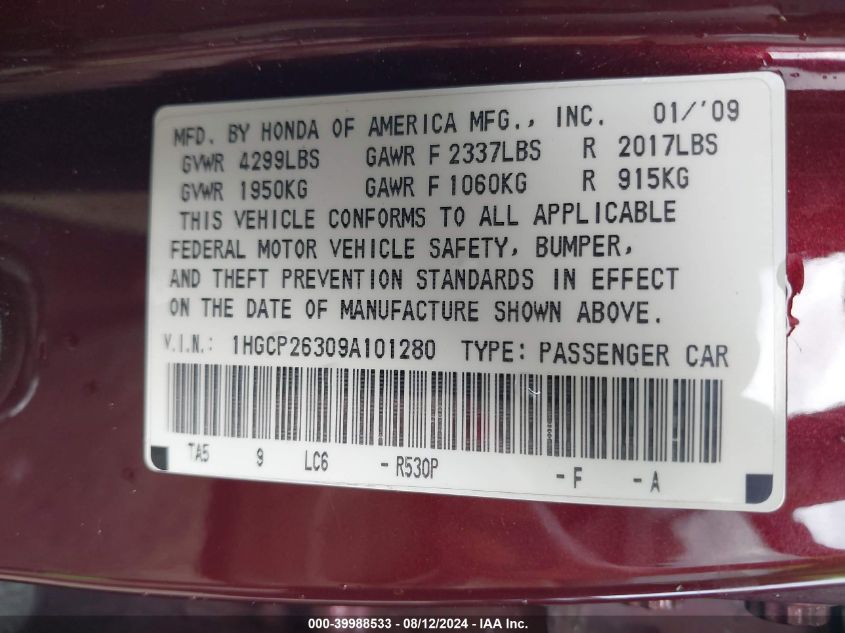 MFD. BY HONDA OF AMERICA MFG., INC. 01/'09
GVWR 4299LBS GAWR F 2337LBS R 2017LBS
GVWR 1950KG GAWR F 1060KG R 915KG
THIS VEHICLE CONFORMS TO ALL APPLICABLE
FEDERAL MOTOR VEHICLE SAFETY, BUMPER,
AND THEFT PREVENTION STANDARDS IN EFFECT
ON THE DATE OF MANUFACTURE SHOWN ABOVE.
V.I.N.: 1HGCP26309A101280 TYPE: PASSENGER CAR
TA5 9 LC6 - R530P - F - A
000-39988533 - 08/12/2024 - IAA Inc.